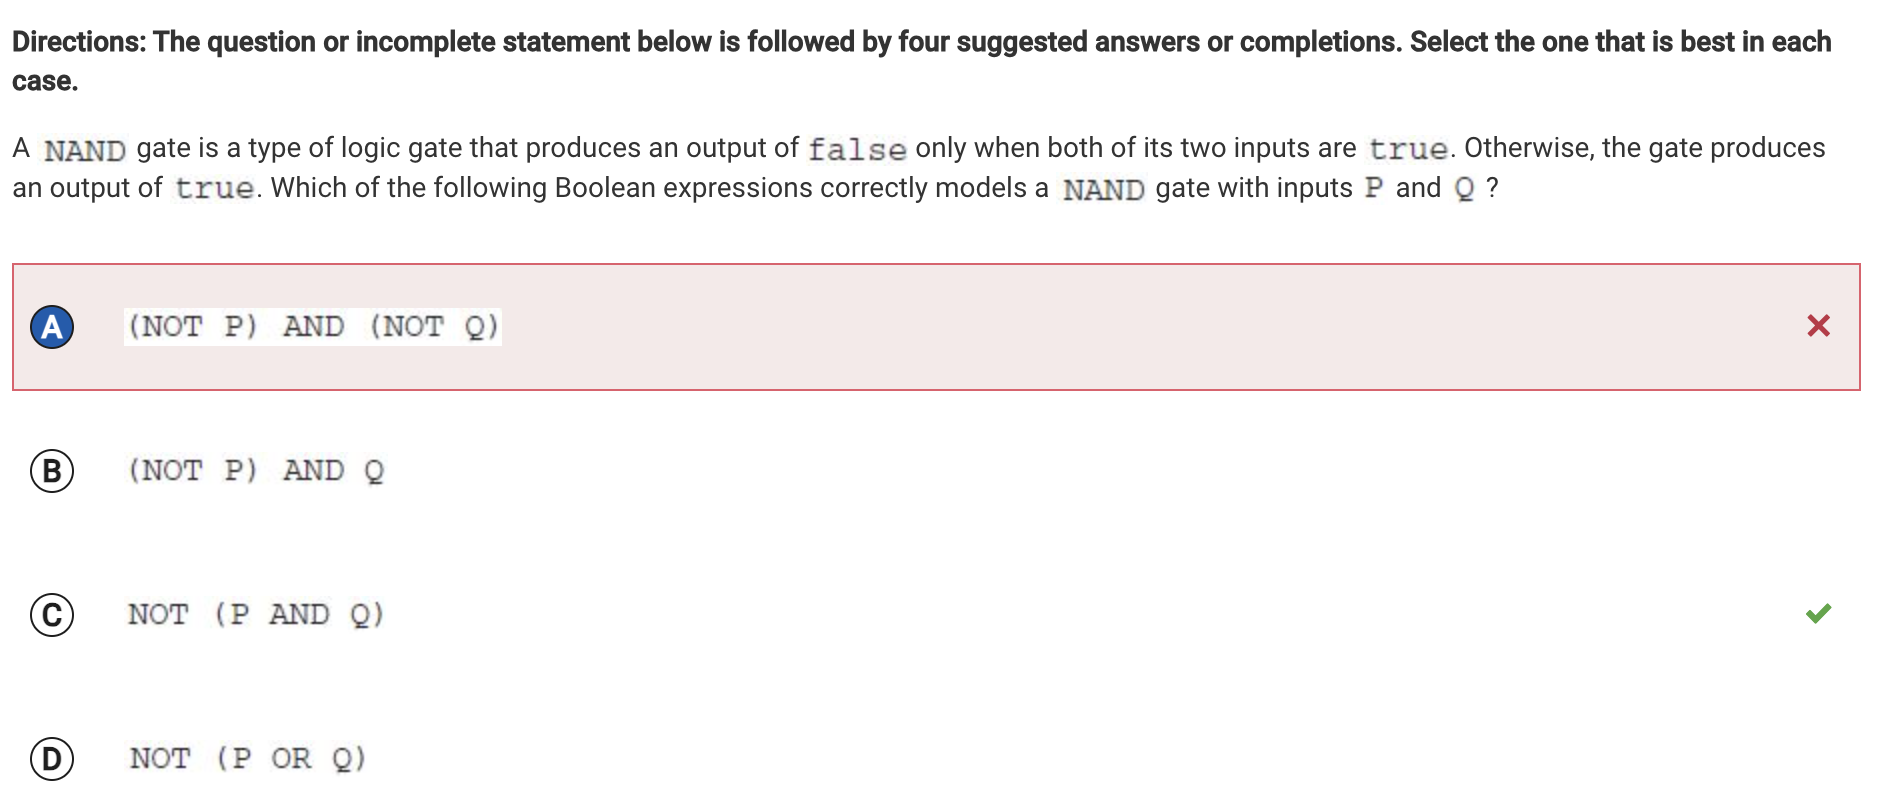 Directions: The question or incomplete statement below is followed by four suggested answers or completions. Select the one that is best in each
case.
A NAND gate is a type of logic gate that produces an output of false only when both of its two inputs are true. Otherwise, the gate produces
an output of true. Which of the following Boolean expressions correctly models a NAND gate with inputs P and Q ?
A (NOT P) AND (NOT Q)
B (NOT P) AND Q
C NOT (P AND Q)
D NOT (P OR Q)